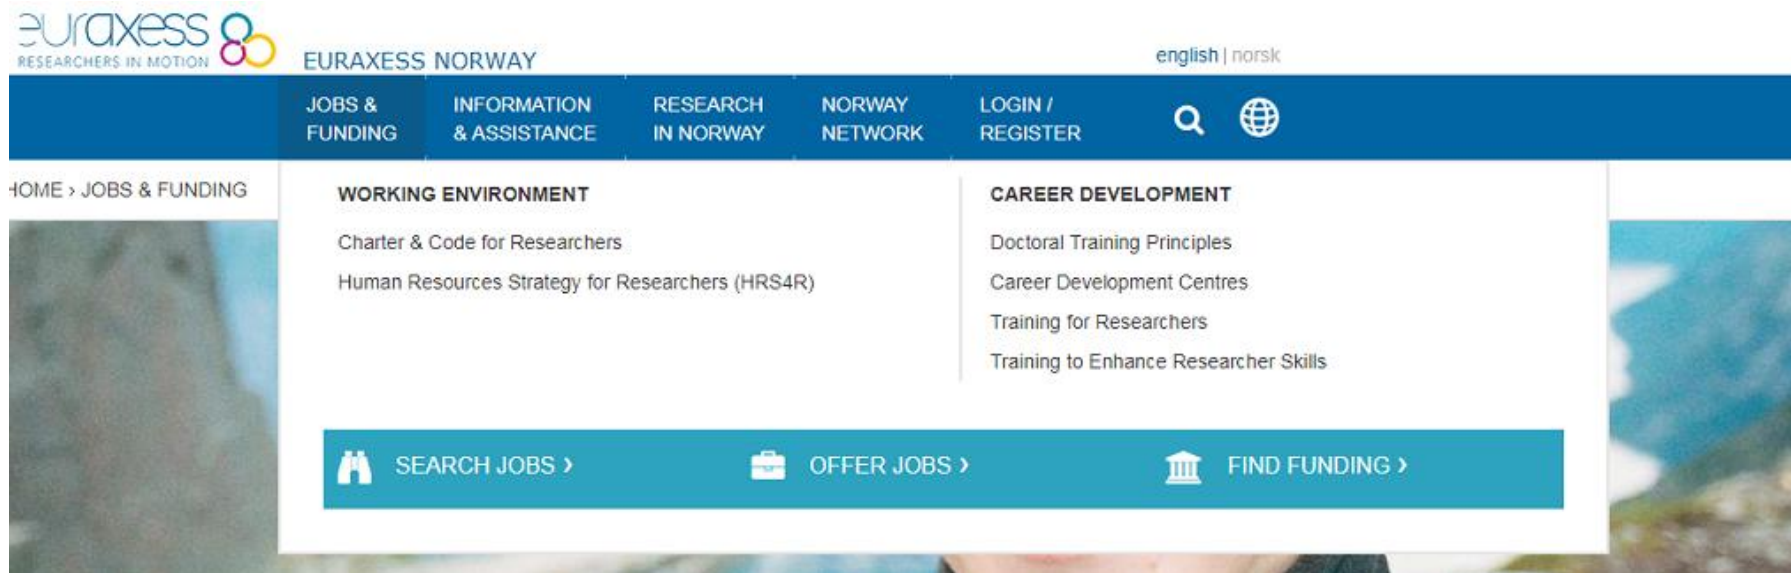 euraxess
RESEARCHERS IN MOTION
EURAXESS NORWAY
english | norsk
JOBS &
FUNDING
INFORMATION
& ASSISTANCE
RESEARCH
IN NORWAY
NORWAY
NETWORK
LOGIN /
REGISTER
HOME › JOBS & FUNDING
WORKING ENVIRONMENT
Charter & Code for Researchers
Human Resources Strategy for Researchers (HRS4R)
CAREER DEVELOPMENT
Doctoral Training Principles
Career Development Centres
Training for Researchers
Training to Enhance Researcher Skills
SEARCH JOBS ›
OFFER JOBS ›
FIND FUNDING ›